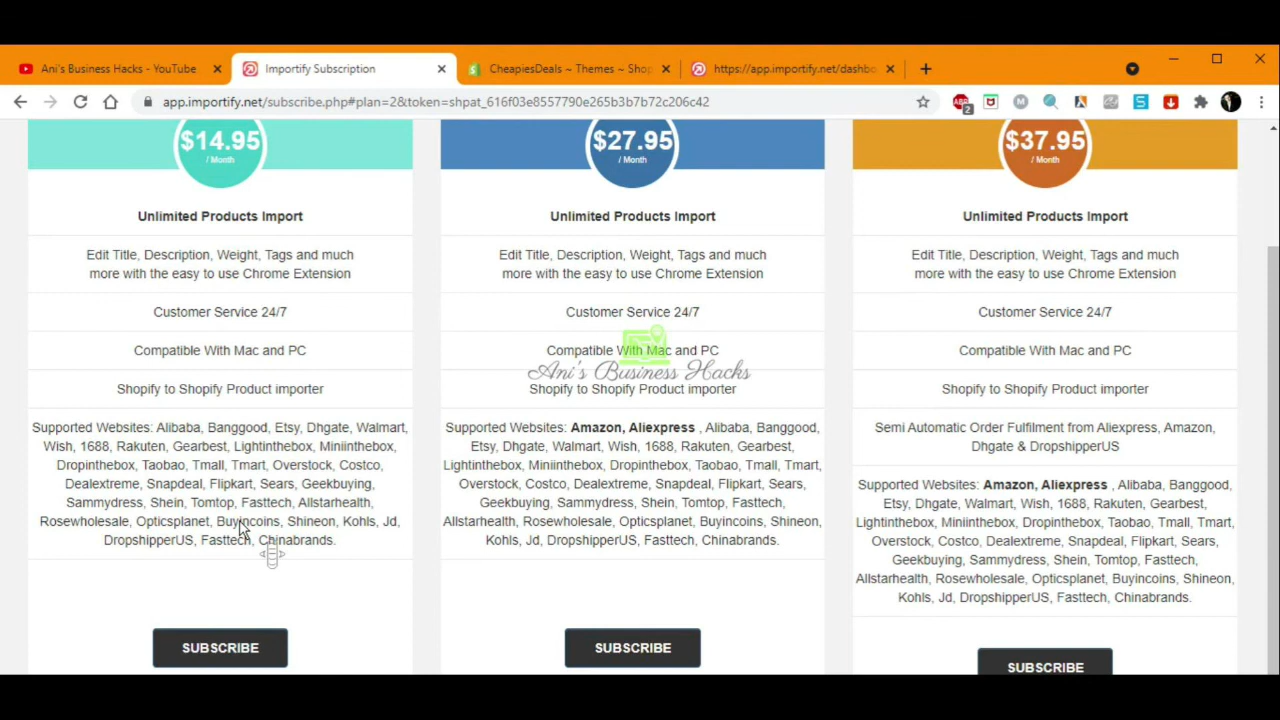 Ani's Business Hacks - YouTube
Importify Subscription
CheapiesDeals ~ Themes ~ Shop
https://app.importify.net/dashbo
app.importify.net/subscribe.php#plan=2&token=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
ABP
2
M
S
$14.95
/ Month
Unlimited Products Import
Edit Title, Description, Weight, Tags and much
more with the easy to use Chrome Extension
Customer Service 24/7
Compatible With Mac and PC
Shopify to Shopify Product importer
Supported Websites: Alibaba, Banggood, Etsy, Dhgate, Walmart,
Wish, 1688, Rakuten, Gearbest, Lightinthebox, Miniinthebox,
Dropinthebox, Taobao, Tmall, Tmart, Overstock, Costco,
Dealextreme, Snapdeal, Flipkart, Sears, Geekbuying,
Sammydress, Shein, Tomtop, Fasttech, Allstarhealth,
Rosewholesale, Opticsplanet, Buyincoins, Shineon, Kohls, Jd,
DropshipperUS, Fasttech, Chinabrands.
SUBSCRIBE
$27.95
/ Month
Unlimited Products Import
Edit Title, Description, Weight, Tags and much
more with the easy to use Chrome Extension
Customer Service 24/7
Compatible With Mac and PC
Ani's Business Hacks
Shopify to Shopify Product importer
Supported Websites: Amazon, Aliexpress , Alibaba, Banggood,
Etsy, Dhgate, Walmart, Wish, 1688, Rakuten, Gearbest,
Lightinthebox, Miniinthebox, Dropinthebox, Taobao, Tmall, Tmart,
Overstock, Costco, Dealextreme, Snapdeal, Flipkart, Sears,
Geekbuying, Sammydress, Shein, Tomtop, Fasttech,
Allstarhealth, Rosewholesale, Opticsplanet, Buyincoins, Shineon,
Kohls, Jd, DropshipperUS, Fasttech, Chinabrands.
SUBSCRIBE
$37.95
/ Month
Unlimited Products Import
Edit Title, Description, Weight, Tags and much
more with the easy to use Chrome Extension
Customer Service 24/7
Compatible With Mac and PC
Shopify to Shopify Product importer
Semi Automatic Order Fulfilment from Aliexpress, Amazon,
Dhgate & DropshipperUS
Supported Websites: Amazon, Aliexpress , Alibaba, Banggood,
Etsy, Dhgate, Walmart, Wish, 1688, Rakuten, Gearbest,
Lightinthebox, Miniinthebox, Dropinthebox, Taobao, Tmall, Tmart,
Overstock, Costco, Dealextreme, Snapdeal, Flipkart, Sears,
Geekbuying, Sammydress, Shein, Tomtop, Fasttech,
Allstarhealth, Rosewholesale, Opticsplanet, Buyincoins, Shineon,
Kohls, Jd, DropshipperUS, Fasttech, Chinabrands.
SUBSCRIBE